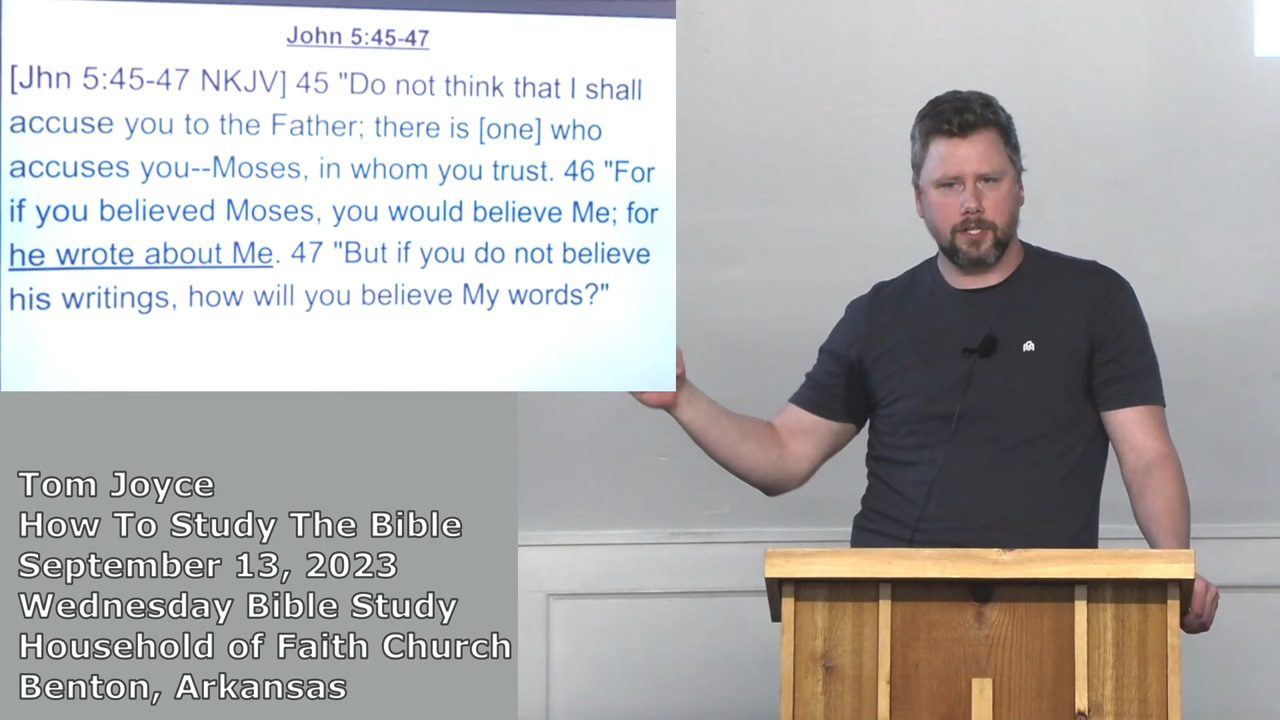 John 5:45-47
[Jhn 5:45-47 NKJV] 45 "Do not think that I shall
accuse you to the Father; there is [one] who
accuses you--Moses, in whom you trust. 46 "For
if you believed Moses, you would believe Me; for
he wrote about Me. 47 "But if you do not believe
his writings, how will you believe My words?"
Tom Joyce
How To Study The Bible
September 13, 2023
Wednesday Bible Study
Household of Faith Church
Benton, Arkansas